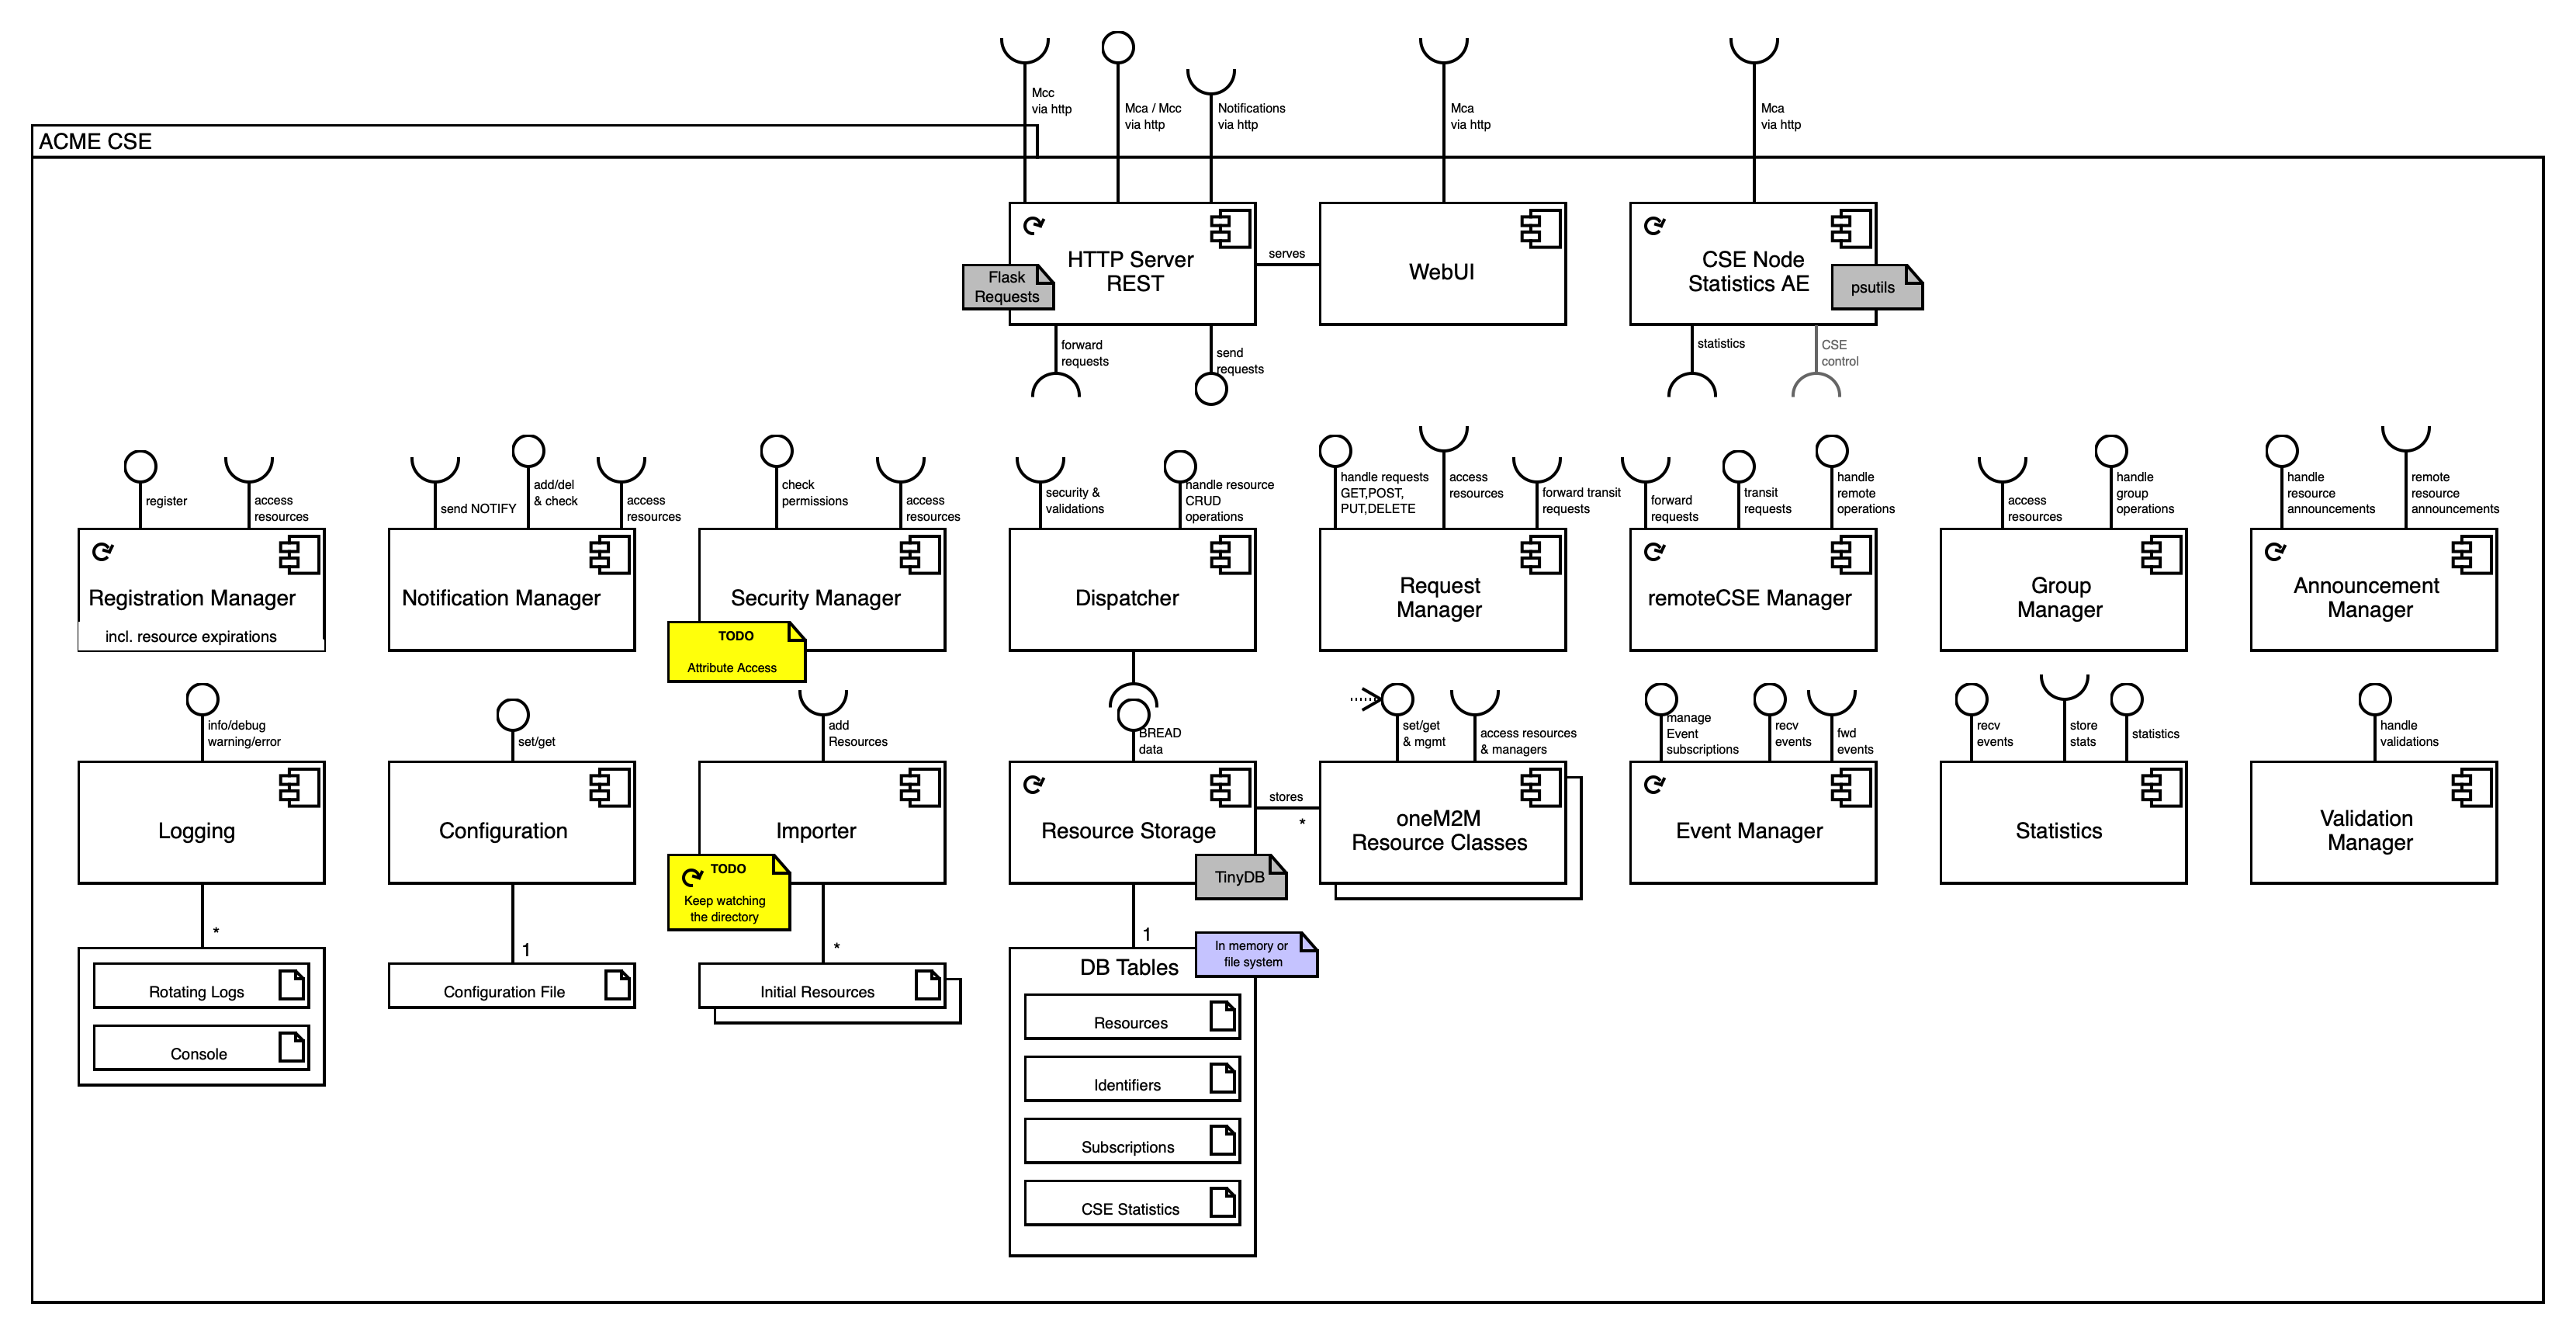 Mcc
via http
Mca / Mcc
via http
Notifications
via http
Mca
via http
Mca
via http
ACME CSE
HTTP Server
REST
Flask
Requests
serves
WebUI
CSE Node
Statistics AE
psutils
forward
requests
send
requests
statistics
CSE
control
register
access
resources
send NOTIFY
add/del
& check
access
resources
check
permissions
access
resources
security &
validations
handle resource
CRUD
operations
handle requests
GET,POST,
PUT,DELETE
access
resources
forward transit
requests
forward
requests
transit
requests
handle
remote
operations
access
resources
handle
group
operations
handle
resource
announcements
remote
resource
announcements
Registration Manager
incl. resource expirations
Notification Manager
Security Manager
TODO
Attribute Access
Dispatcher
Request
Manager
remoteCSE Manager
Group
Manager
Announcement
Manager
info/debug
warning/error
set/get
add
Resources
BREAD
data
set/get
& mgmt
access resources
& managers
manage
Event
subscriptions
recv
events
fwd
events
recv
events
store
stats
statistics
handle
validations
Logging
Configuration
Importer
TODO
Keep watching
the directory
Resource Storage
TinyDB
stores
*
oneM2M
Resource Classes
Event Manager
Statistics
Validation
Manager
*
1
*
1
Rotating Logs
Console
Configuration File
Initial Resources
In memory or
file system
DB Tables
Resources
Identifiers
Subscriptions
CSE Statistics